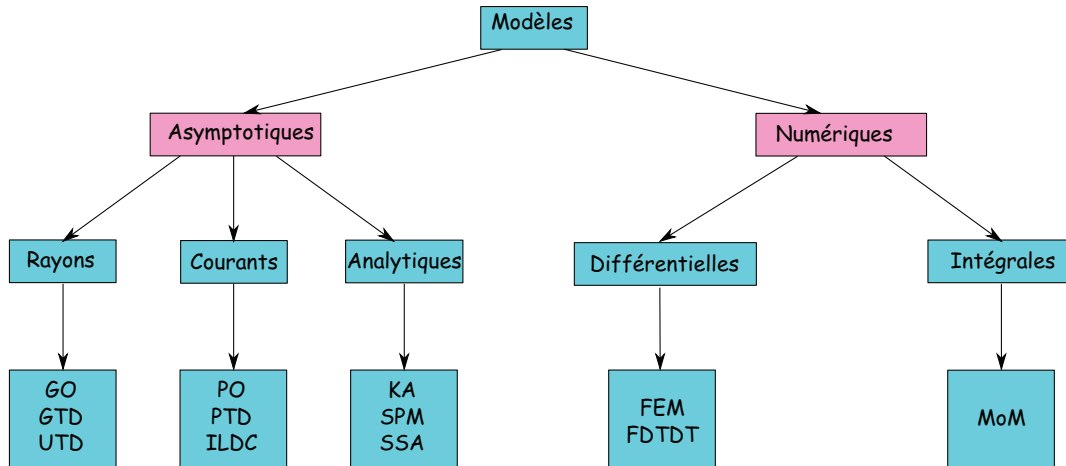 Modèles
Asymptotiques
Numériques
Rayons
Courants
Analytiques
Différentielles
Intégrales
GO
GTD
UTD
PO
PTD
ILDC
KA
SPM
SSA
FEM
FDTDT
MoM